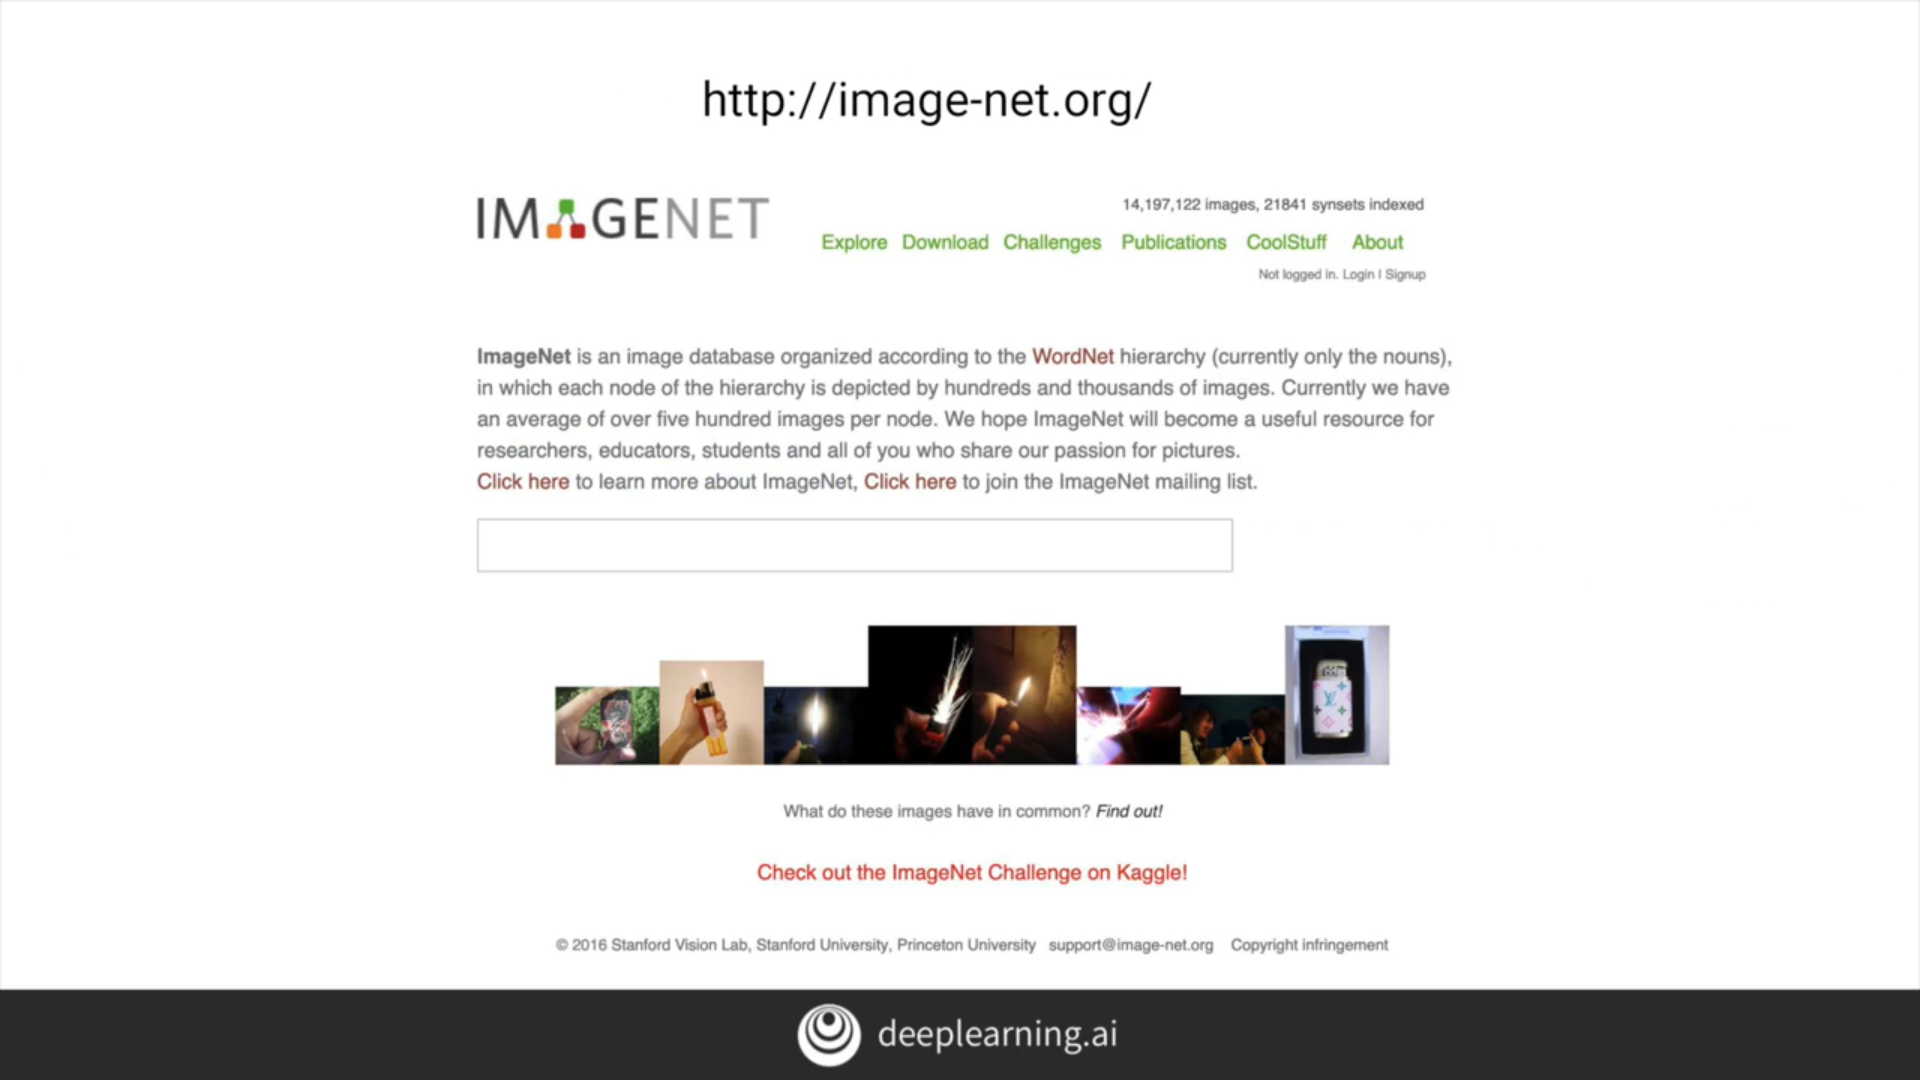 http://image-net.org/
IMAGENET
14,197,122 images, 21841 synsets indexed
Explore Download Challenges Publications CoolStuff About
Not logged in. Login | Signup
ImageNet is an image database organized according to the WordNet hierarchy (currently only the nouns),
in which each node of the hierarchy is depicted by hundreds and thousands of images. Currently we have
an average of over five hundred images per node. We hope ImageNet will become a useful resource for
researchers, educators, students and all of you who share our passion for pictures.
Click here to learn more about ImageNet, Click here to join the ImageNet mailing list.
What do these images have in common? Find out!
Check out the ImageNet Challenge on Kaggle!
© 2016 Stanford Vision Lab, Stanford University, Princeton University support@image-net.org Copyright infringement
deeplearning.ai